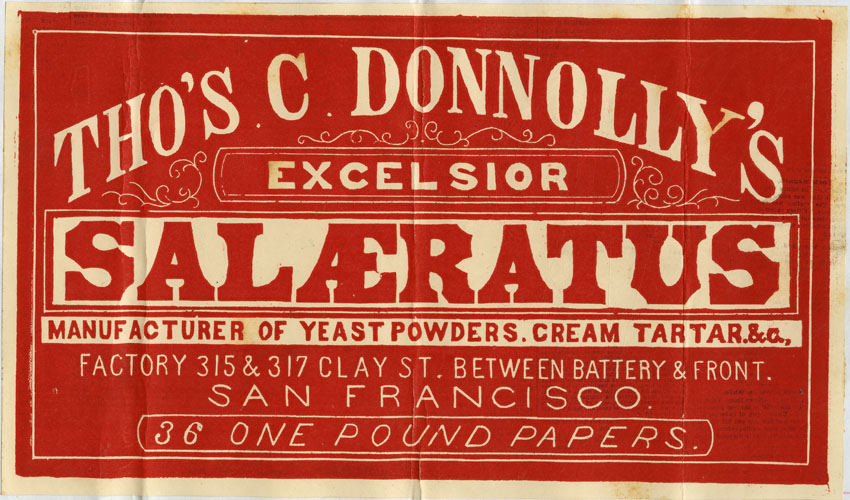 THO'S. C. DONNOLLY'S
EXCELSIOR
SALÆRATUS
MANUFACTURER OF YEAST POWDERS. CREAM TARTAR.&c,
FACTORY 315 & 317 CLAY ST. BETWEEN BATTERY & FRONT.
SAN FRANCISCO.
36 ONE POUND PAPERS.